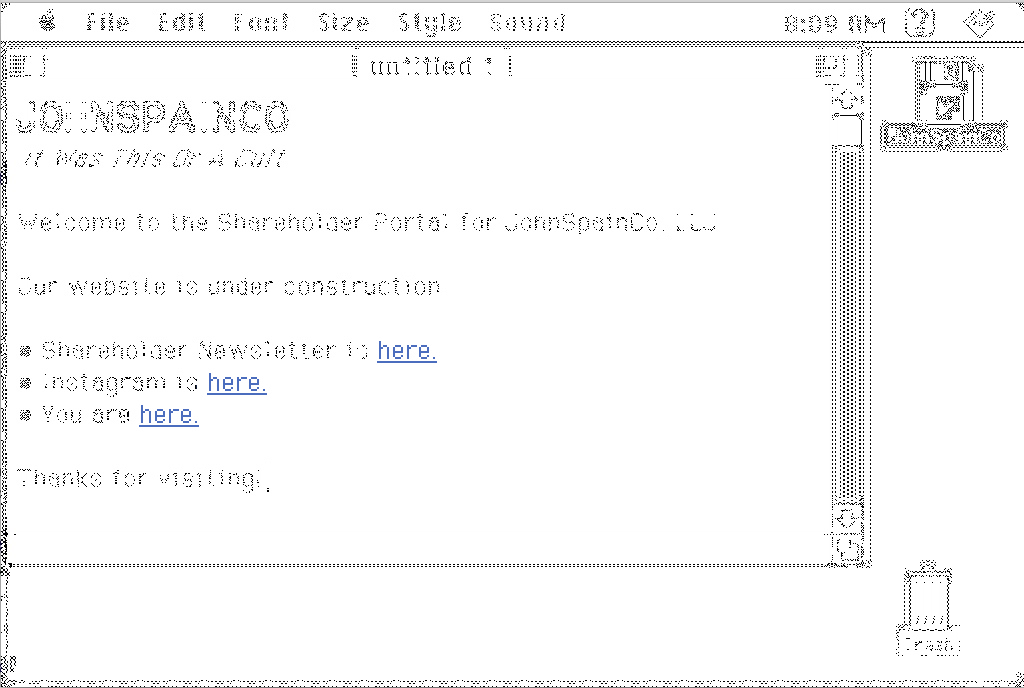 File Edit Font Size Style Sound 8:09 AM
untitled 1
JOHNSPAINCO
It Was This Or A Cult
Welcome to the Shareholder Portal for JohnSpainCo. LLC
Our website is under construction
Shareholder Newsletter is here.
Instagram is here.
You are here.
Thanks for visiting!
Trash